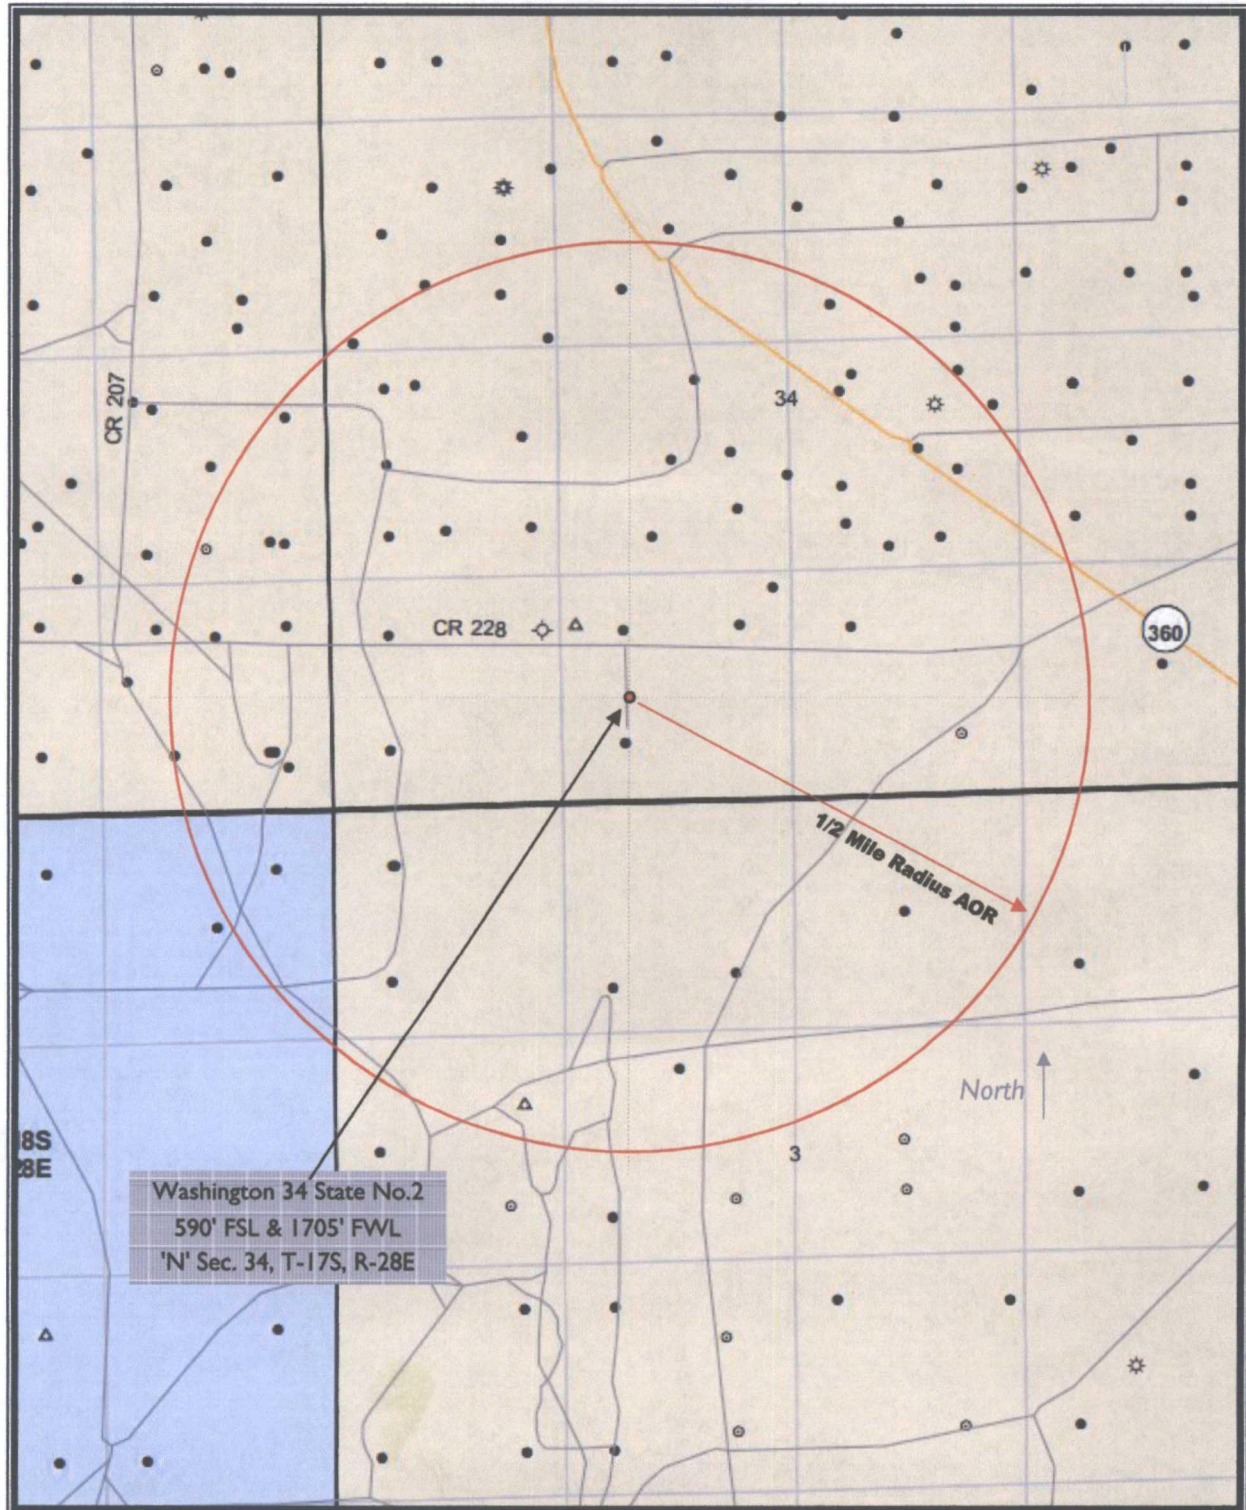 CR 207
34
CR 228
360
1/2 Mile Radius AOR
North
8S
28E
3
Washington 34 State No.2
590' FSL & 1705' FWL
'N' Sec. 34, T-17S, R-28E